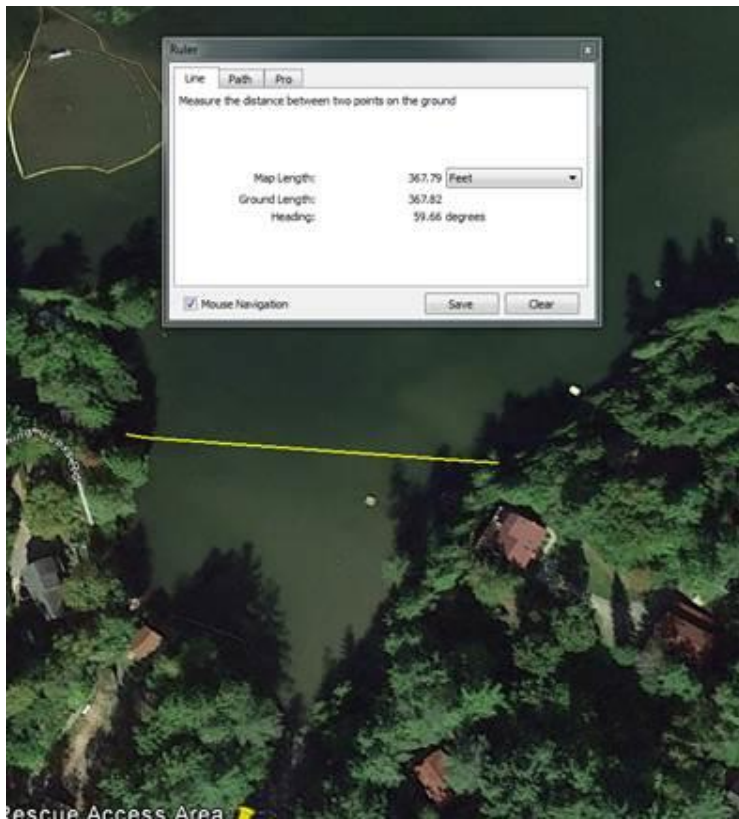 Ruler
Line Path Pro
Measure the distance between two points on the ground
Map Length: 367.79 Feet
Ground Length: 367.82
Heading: 59.66 degrees
Mouse Navigation Save Clear
Rescue Access Area